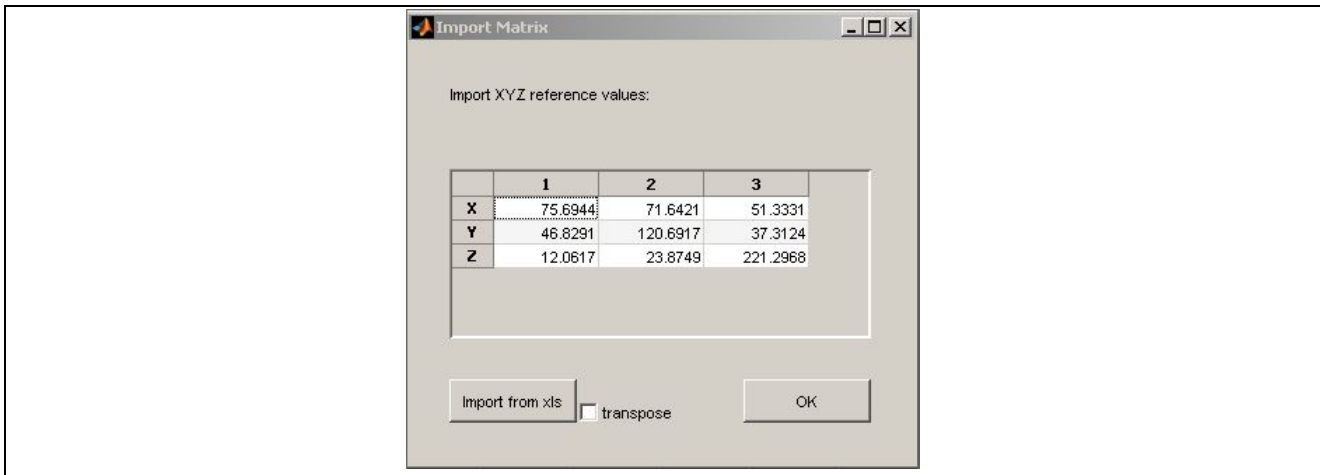 Import Matrix
Import XYZ reference values:
1 2 3
X 75.6944 71.6421 51.3331
Y 46.8291 120.6917 37.3124
Z 12.0617 23.8749 221.2968
Import from xls transpose OK